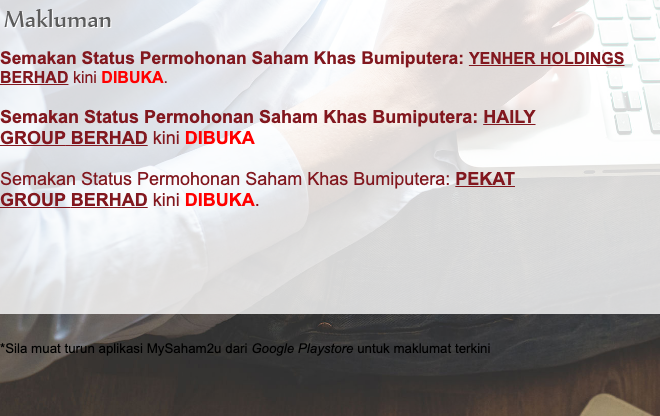 Makluman
Semakan Status Permohonan Saham Khas Bumiputera: YENHER HOLDINGS
BERHAD kini DIBUKA.
Semakan Status Permohonan Saham Khas Bumiputera: HAILY
GROUP BERHAD kini DIBUKA
Semakan Status Permohonan Saham Khas Bumiputera: PEKAT
GROUP BERHAD kini DIBUKA.
*Sila muat turun aplikasi MySaham2u dari Google Playstore untuk maklumat terkini